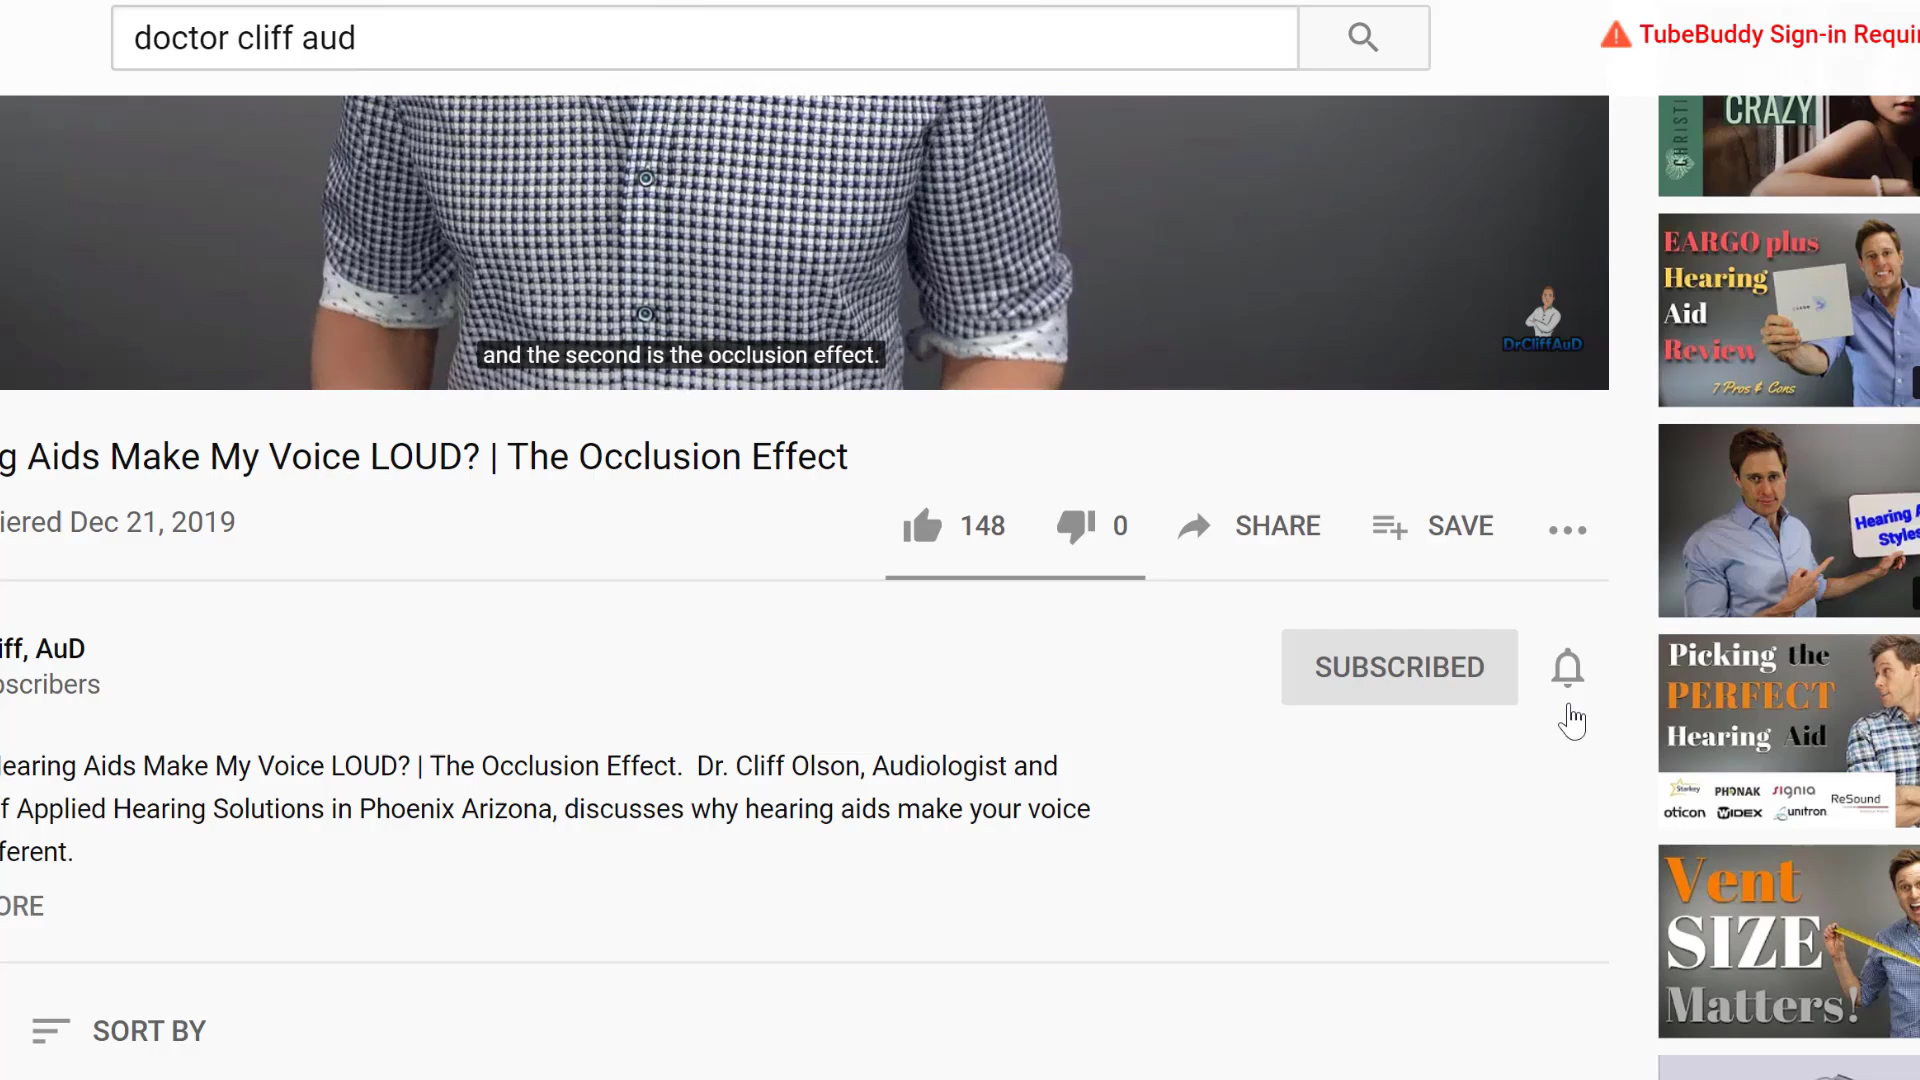 doctor cliff aud
TubeBuddy Sign-in Requi
CRAZY
CHRISTI
EARGO plus
Hearing
Aid
Review
7 Pros & Cons
and the second is the occlusion effect.
DrCliffAuD
g Aids Make My Voice LOUD? | The Occlusion Effect
iered Dec 21, 2019
148
0
SHARE
SAVE
Hearing A
Styles
iff, AuD
bscribers
SUBSCRIBED
Picking the
PERFECT
Hearing Aid
Starkey PHONAK signia ReSound
oticon WIDEX unitron
earing Aids Make My Voice LOUD? | The Occlusion Effect. Dr. Cliff Olson, Audiologist and
f Applied Hearing Solutions in Phoenix Arizona, discusses why hearing aids make your voice
ferent.
ORE
Vent
SIZE
Matters!
SORT BY